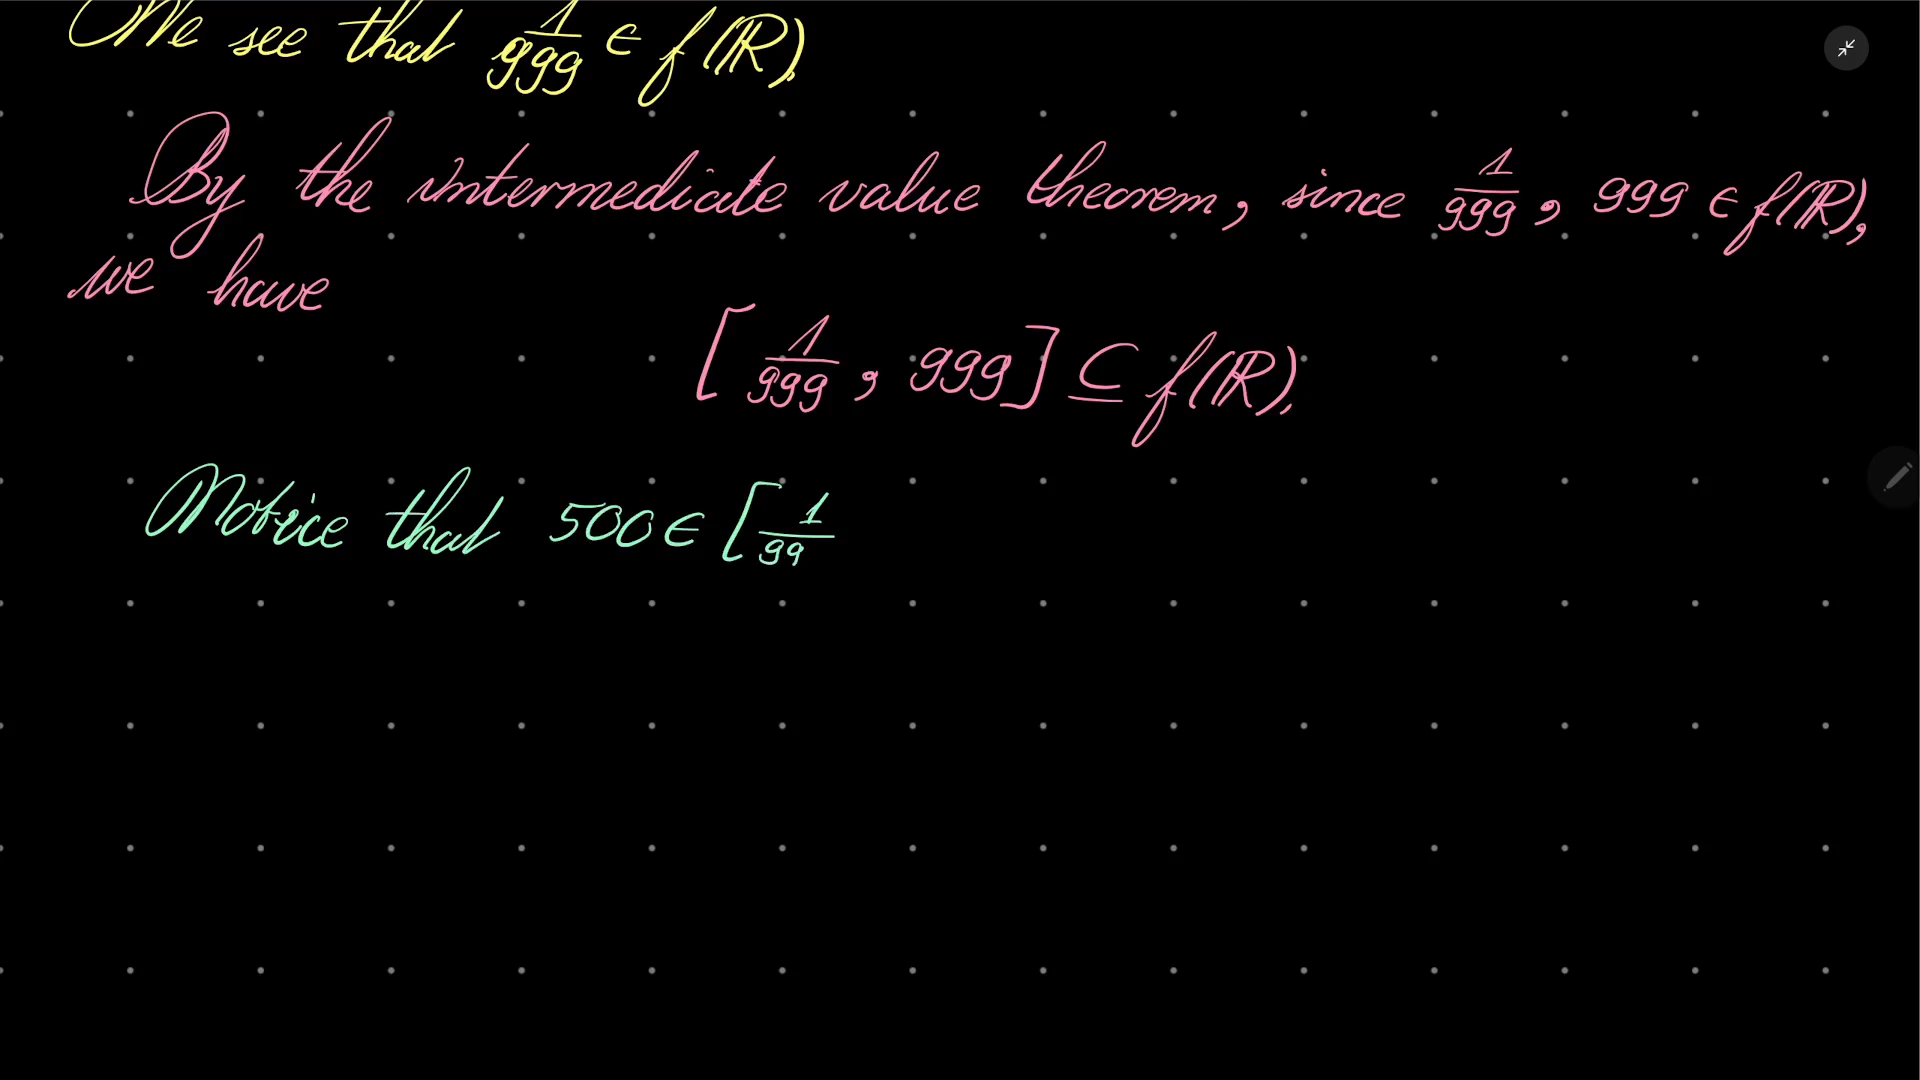 We see that 1/999 ∈ f(ℝ).
By the intermediate value theorem, since 1/999, 999 ∈ f(ℝ),
we have
[1/999, 999] ⊆ f(ℝ).
Notice that 500 ∈ [1/99